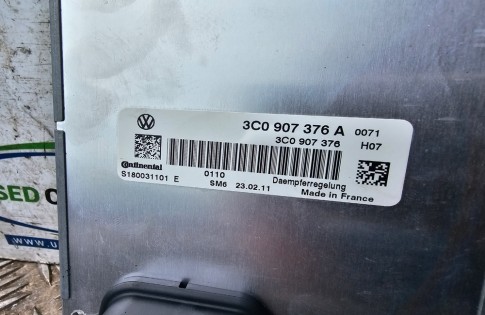 3C0 907 376 A 0071
3C0 907 376 H07
Continental
S180031101 E 0110 Daempferregelung
SM6 23.02.11 Made in France
SED C
www.u